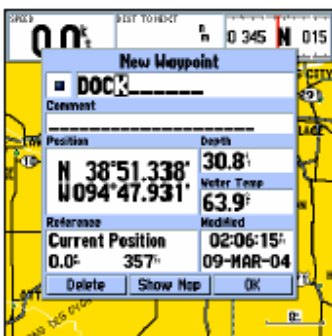 SPEED
0.0
DIST TO NEXT
0 345 N 015
New Waypoint
DOCK______
Comment
Position
Depth
N 38°51.338'
W094°47.931'
30.8
Water Temp
63.9
Reference
Modified
Current Position
02:06:15
0.0 357
09-MAR-04
Delete Show Map OK